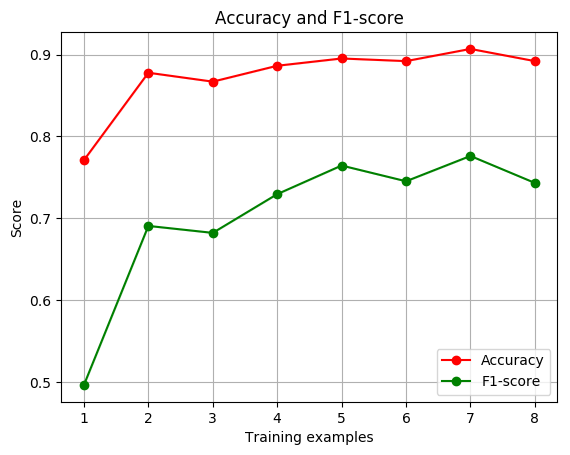 Accuracy and F1-score
0.9
0.8
0.7
0.6
0.5
Score
Accuracy
F1-score
1 2 3 4 5 6 7 8
Training examples